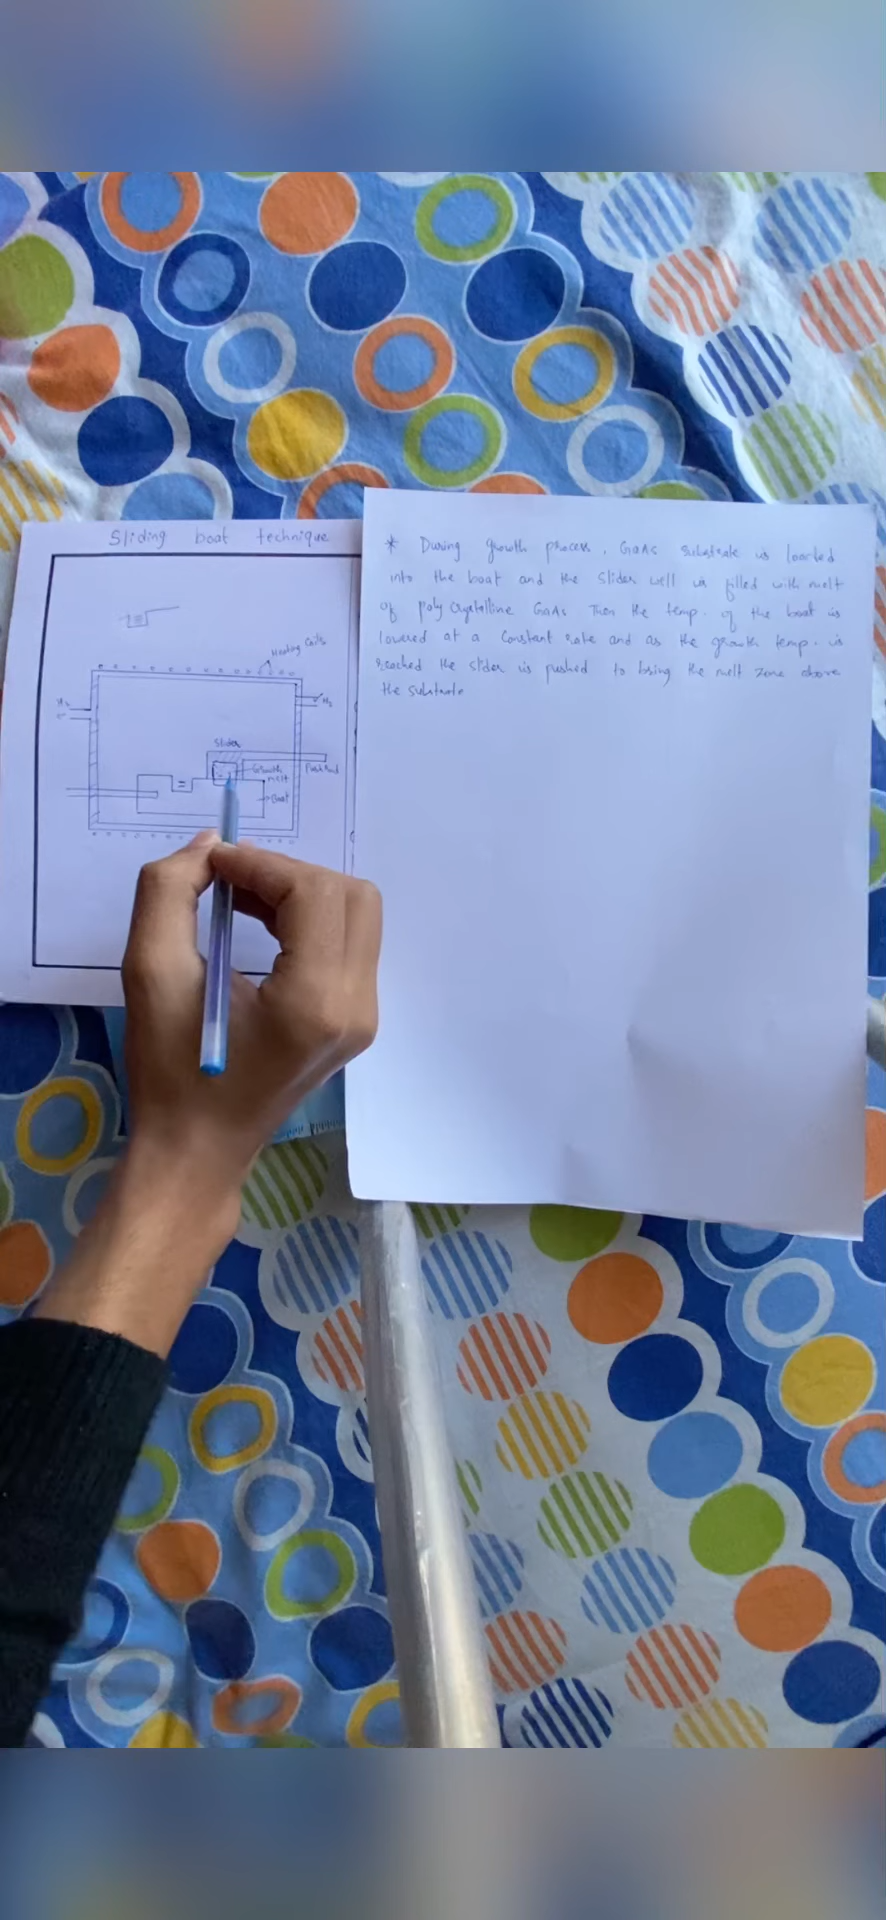 Sliding boat technique
Heating Coils
H₂
H₂
Slider
Growth
melt
Push rod
Boat
* During growth process, GaAs substrate is loarted
into the boat and the slider well is filled with melt
of poly crystalline GaAs Then the temp. of the boat is
lowered at a constant rate and as the growth temp. is
reached the slider is pushed to bring the melt zone above
the substrate